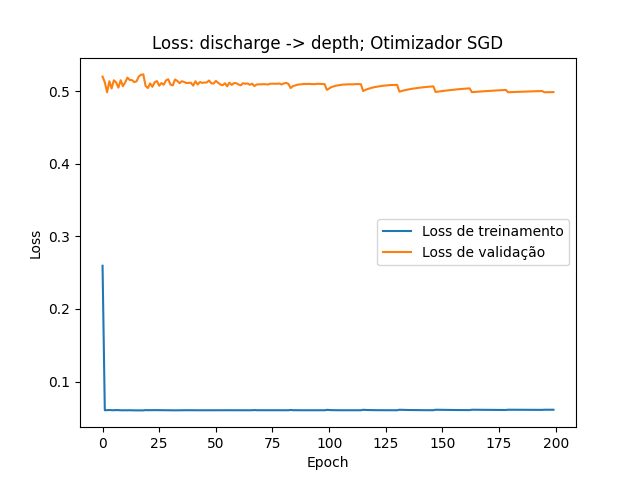 Loss: discharge -> depth; Otimizador SGD
Loss
0.5
0.4
0.3
0.2
0.1
Loss de treinamento
Loss de validação
0 25 50 75 100 125 150 175 200
Epoch